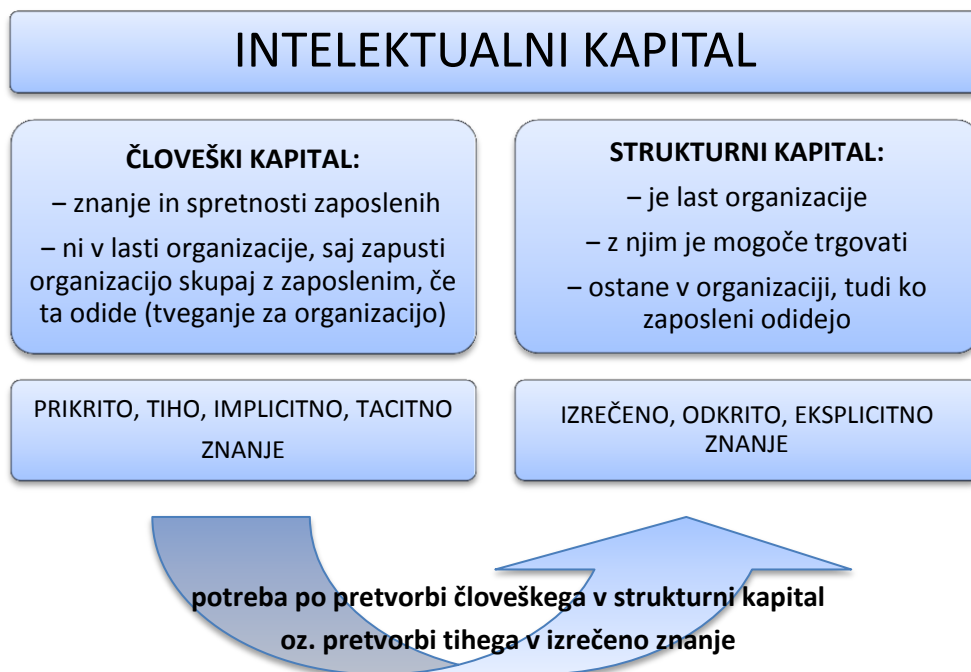 INTELEKTUALNI KAPITAL
ČLOVEŠKI KAPITAL:
– znanje in spretnosti zaposlenih
– ni v lasti organizacije, saj zapusti
organizacijo skupaj z zaposlenim, če
ta odide (tveganje za organizacijo)
STRUKTURNI KAPITAL:
– je last organizacije
– z njim je mogoče trgovati
– ostane v organizaciji, tudi ko
zaposleni odidejo
PRIKRITO, TIHO, IMPLICITNO, TACITNO
ZNANJE
IZREČENO, ODKRITO, EKSPLICITNO
ZNANJE
potreba po pretvorbi človeškega v strukturni kapital
oz. pretvorbi tihega v izrečeno znanje